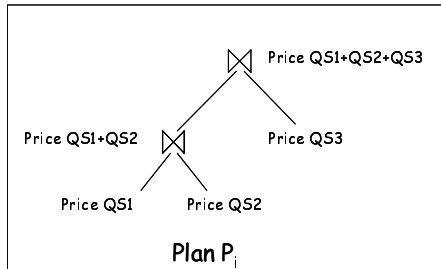 Price QS1+QS2+QS3
Price QS1+QS2
Price QS3
Price QS1
Price QS2
Plan Pi